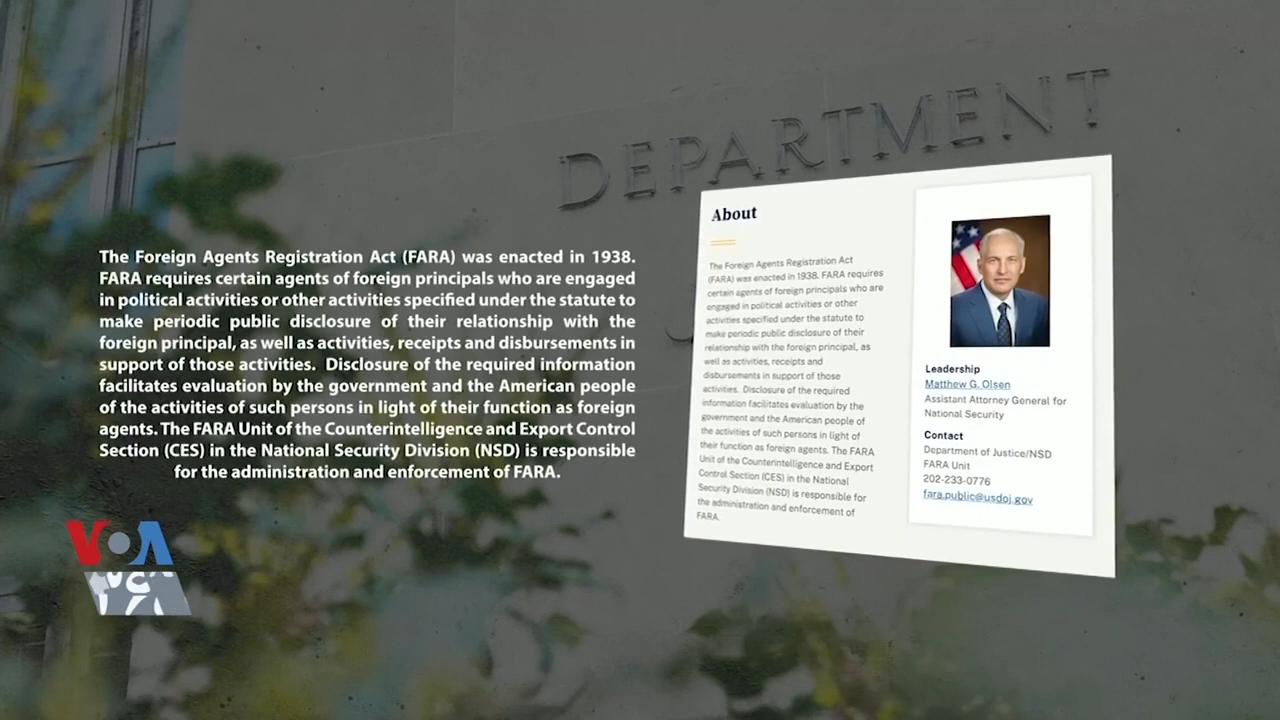 DEPARTMENT
The Foreign Agents Registration Act (FARA) was enacted in 1938.
FARA requires certain agents of foreign principals who are engaged
in political activities or other activities specified under the statute to
make periodic public disclosure of their relationship with the
foreign principal, as well as activities, receipts and disbursements in
support of those activities. Disclosure of the required information
facilitates evaluation by the government and the American people
of the activities of such persons in light of their function as foreign
agents. The FARA Unit of the Counterintelligence and Export Control
Section (CES) in the National Security Division (NSD) is responsible
for the administration and enforcement of FARA.
About
The Foreign Agents Registration Act
(FARA) was enacted in 1938. FARA requires
certain agents of foreign principals who are
engaged in political activities or other
activities specified under the statute to
make periodic public disclosure of their
relationship with the foreign principal, as
well as activities, receipts and
disbursements in support of those
activities. Disclosure of the required
information facilitates evaluation by the
government and the American people of
the activities of such persons in light of
their function as foreign agents. The FARA
Unit of the Counterintelligence and Export
Control Section (CES) in the National
Security Division (NSD) is responsible for
the administration and enforcement of
FARA.
Leadership
Matthew G. Olsen
Assistant Attorney General for
National Security
Contact
Department of Justice/NSD
FARA Unit
202-233-0776
fara.public@usdoj.gov
VOA